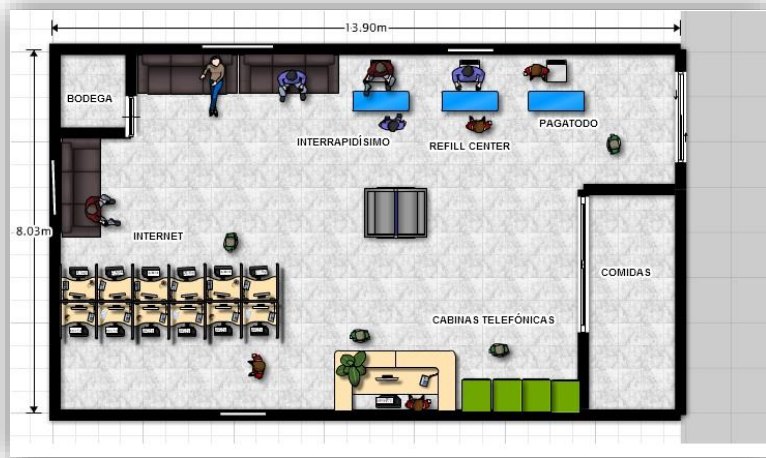 13.90m
BODEGA
PAGATODO
INTERRAPIDÍSIMO
REFILL CENTER
8.03m
INTERNET
COMIDAS
CABINAS TELEFÓNICAS